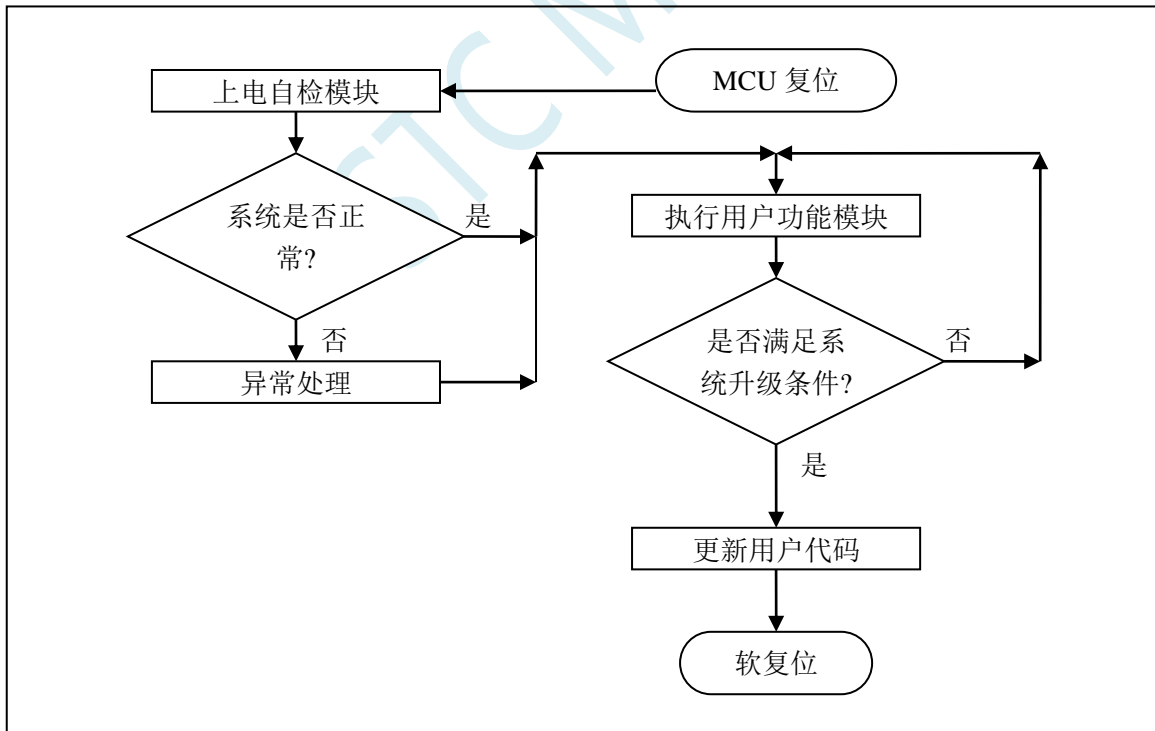 MCU 复位
上电自检模块
系统是否正
常?
是
否
异常处理
执行用户功能模块
是否满足系
统升级条件?
否
是
更新用户代码
软复位
STC M